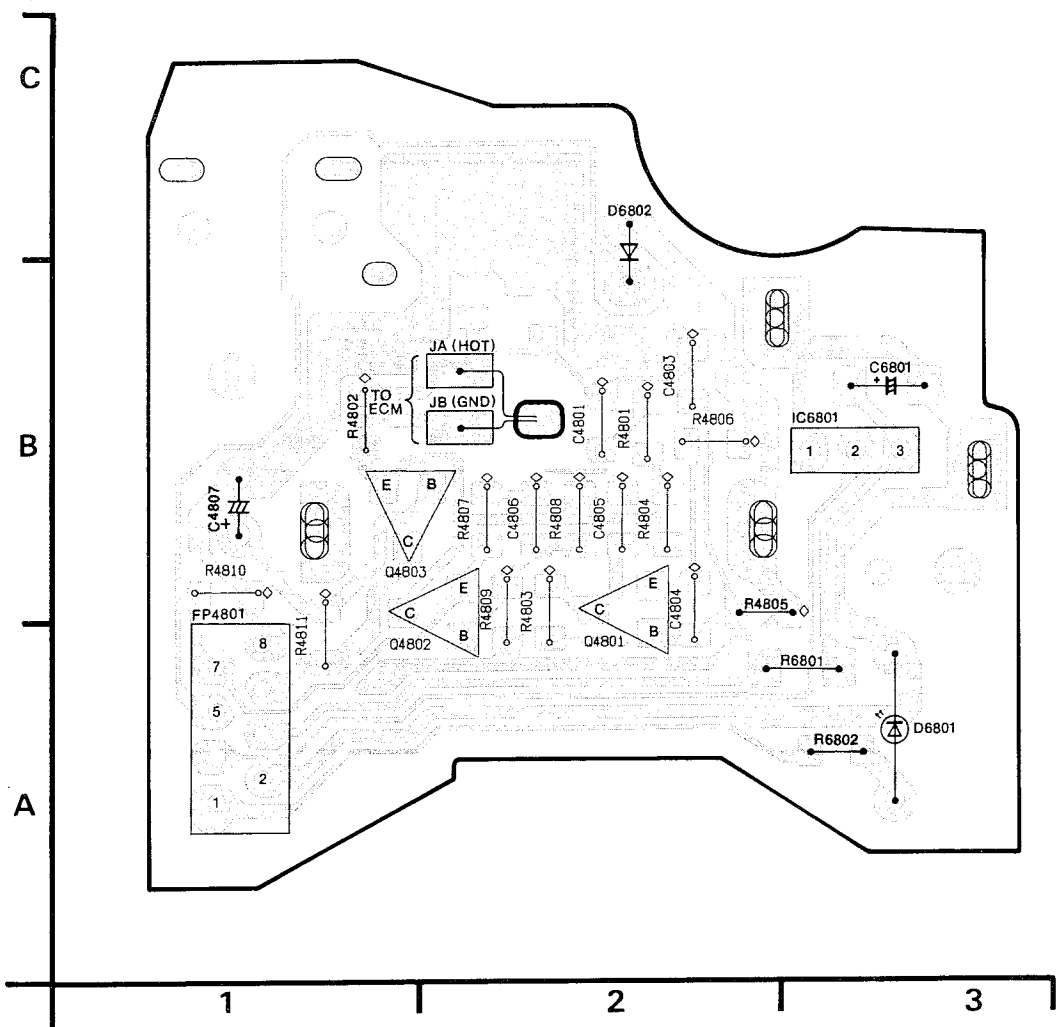 C
D6802
JA (HOT)
TO
ECM
JB (GND)
R4802
C4803
C6801
+
C4801
R4801
R4806
IC6801
1 2 3
B
E B
C
Q4803
C4807
+
R4807
C4806
R4808
C4805
R4804
R4810
FP4801
R4811
E
C
B
Q4802
R4809
R4803
E
C
B
Q4801
C4804
R4805
8
7
5
2
1
R6801
D6801
R6802
A
1 2 3